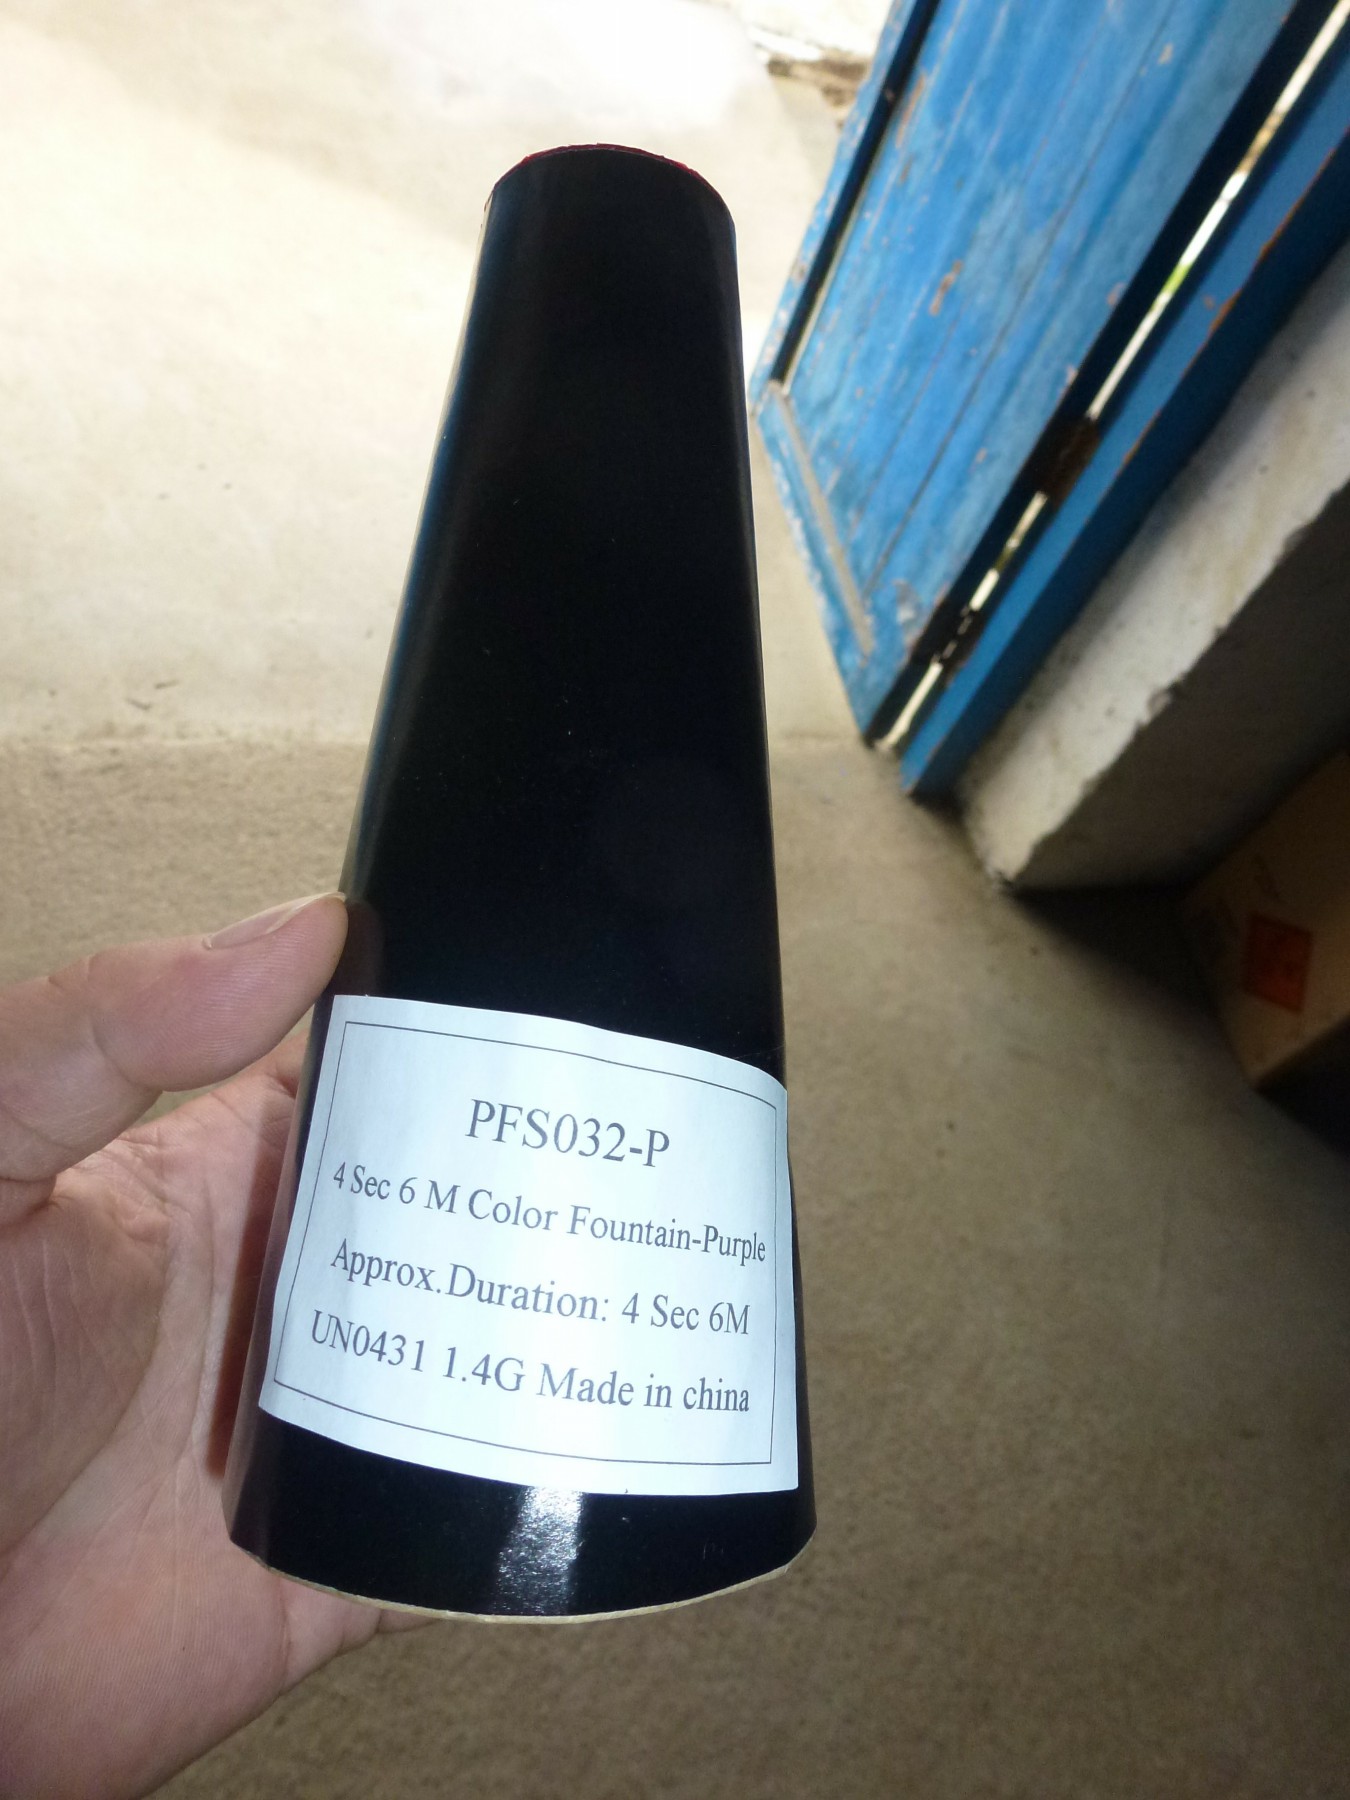 PFS032-P
4 Sec 6 M Color Fountain-Purple
Approx.Duration: 4 Sec 6M
UN0431 1.4G Made in china